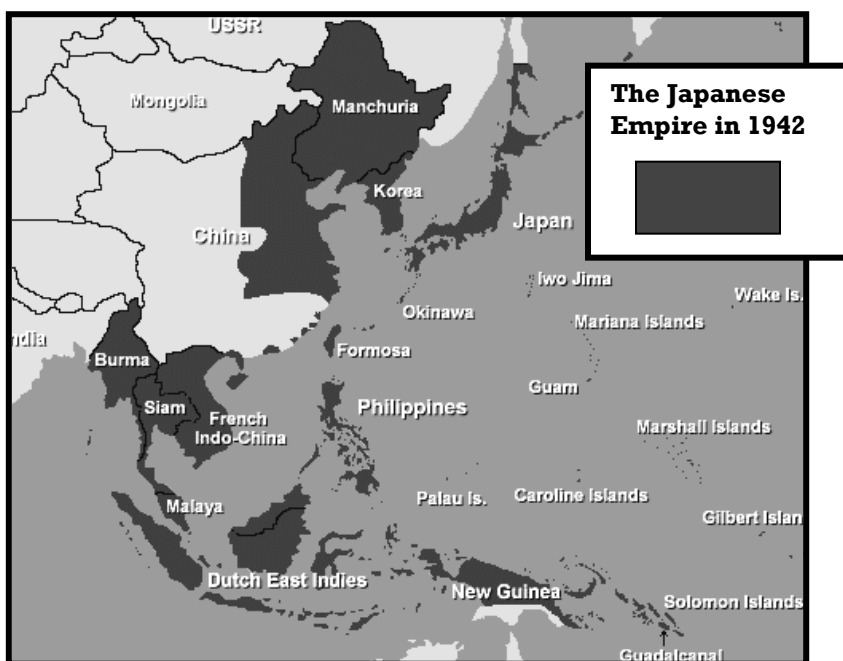 USSR
Mongolia
Manchuria
The Japanese
Empire in 1942
Korea
Japan
China
Iwo Jima
Wake Is.
Okinawa
Mariana Islands
ndia
Burma
Formosa
Guam
Siam
French
Indo-China
Philippines
Marshall Islands
Malaya
Palau Is.
Caroline Islands
Gilbert Islan
Dutch East Indies
New Guinea
Solomon Islands
Guadalcanal